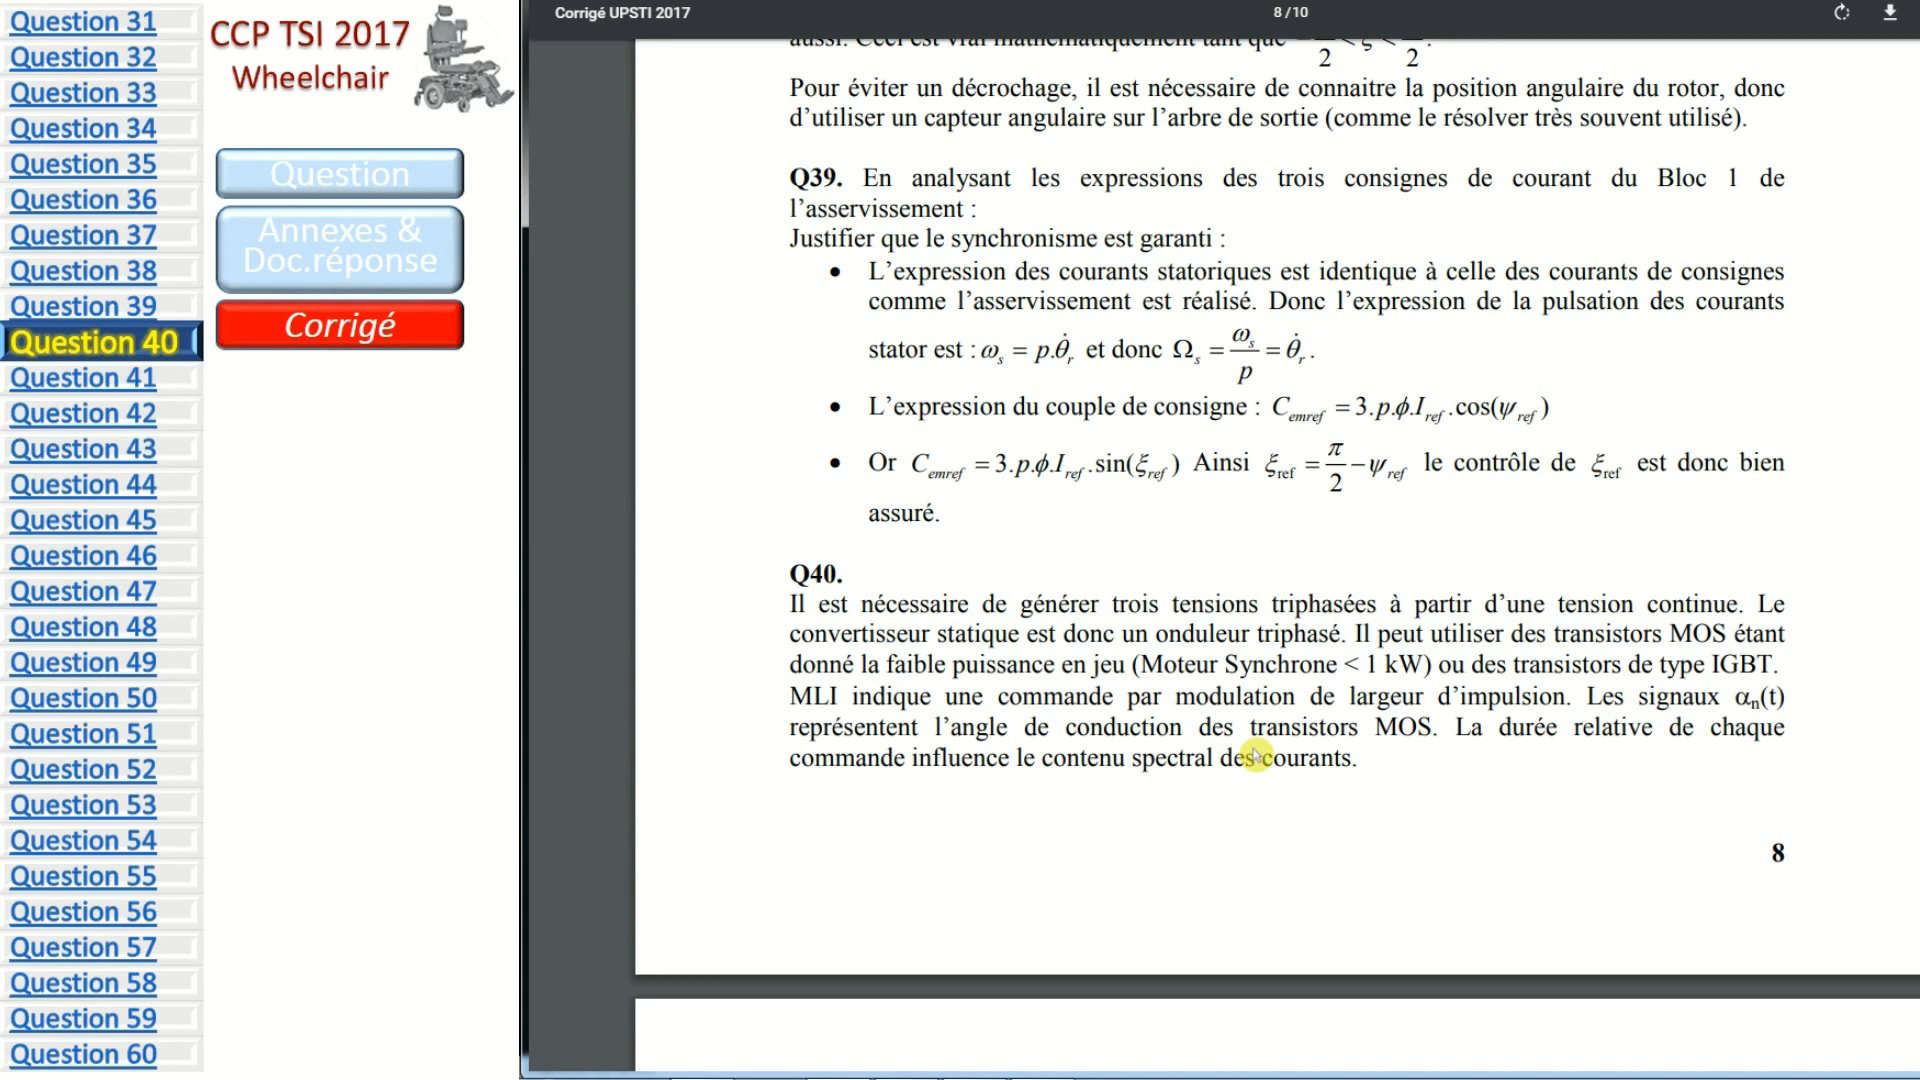 Question 31
Question 32
Question 33
Question 34
Question 35
Question 36
Question 37
Question 38
Question 39
Question 40
Question 41
Question 42
Question 43
Question 44
Question 45
Question 46
Question 47
Question 48
Question 49
Question 50
Question 51
Question 52
Question 53
Question 54
Question 55
Question 56
Question 57
Question 58
Question 59
Question 60
CCP TSI 2017
Wheelchair
Question
Annexes &
Doc.réponse
Corrigé
Corrigé UPSTI 2017
8 / 10
Pour éviter un décrochage, il est nécessaire de connaitre la position angulaire du rotor, donc
d’utiliser un capteur angulaire sur l’arbre de sortie (comme le résolver très souvent utilisé).
Q39. En analysant les expressions des trois consignes de courant du Bloc 1 de
l’asservissement :
Justifier que le synchronisme est garanti :
• L’expression des courants statoriques est identique à celle des courants de consignes
comme l’asservissement est réalisé. Donc l’expression de la pulsation des courants
stator est : ω_s = p.θ̇_r et donc Ω_s = ω_s/p = θ̇_r .
• L’expression du couple de consigne : C_emref = 3.p.ϕ.I_ref.cos(ψ_ref)
• Or C_emref = 3.p.ϕ.I_ref.sin(ξ_ref) Ainsi ξ_ref = π/2 − ψ_ref le contrôle de ξ_ref est donc bien
assuré.
Q40.
Il est nécessaire de générer trois tensions triphasées à partir d’une tension continue. Le
convertisseur statique est donc un onduleur triphasé. Il peut utiliser des transistors MOS étant
donné la faible puissance en jeu (Moteur Synchrone < 1 kW) ou des transistors de type IGBT.
MLI indique une commande par modulation de largeur d’impulsion. Les signaux α_n(t)
représentent l’angle de conduction des transistors MOS. La durée relative de chaque
commande influence le contenu spectral des courants.
8